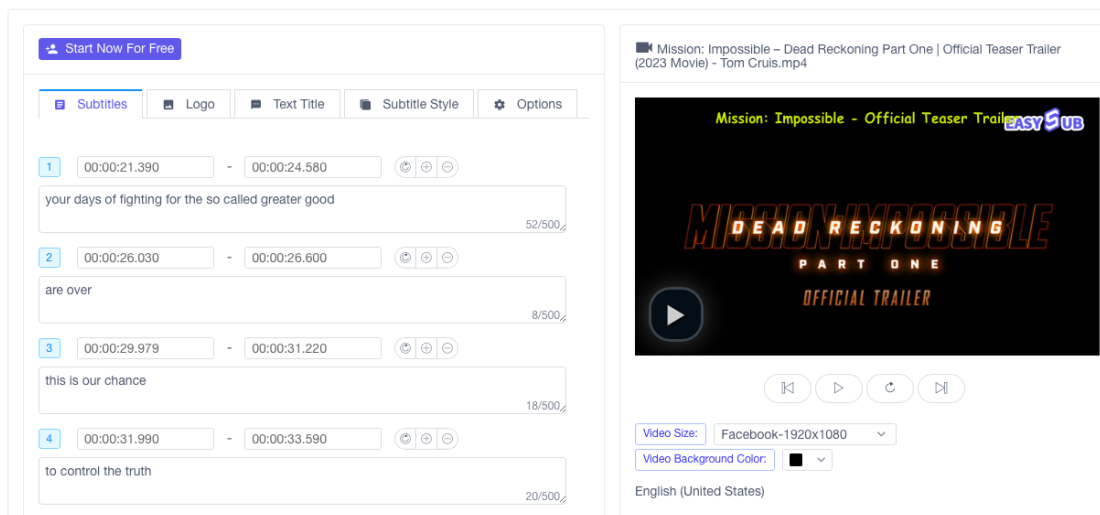 Start Now For Free
Subtitles Logo Text Title Subtitle Style Options
1 00:00:21.390 - 00:00:24.580
your days of fighting for the so called greater good
52/500
2 00:00:26.030 - 00:00:26.600
are over
8/500
3 00:00:29.979 - 00:00:31.220
this is our chance
18/500
4 00:00:31.990 - 00:00:33.590
to control the truth
20/500
Mission: Impossible – Dead Reckoning Part One | Official Teaser Trailer
(2023 Movie) - Tom Cruis.mp4
Mission: Impossible - Official Teaser Trailer
EASYSUB
MISSION:IMPOSSIBLE
DEAD RECKONING
PART ONE
OFFICIAL TRAILER
Video Size: Facebook-1920x1080
Video Background Color:
English (United States)